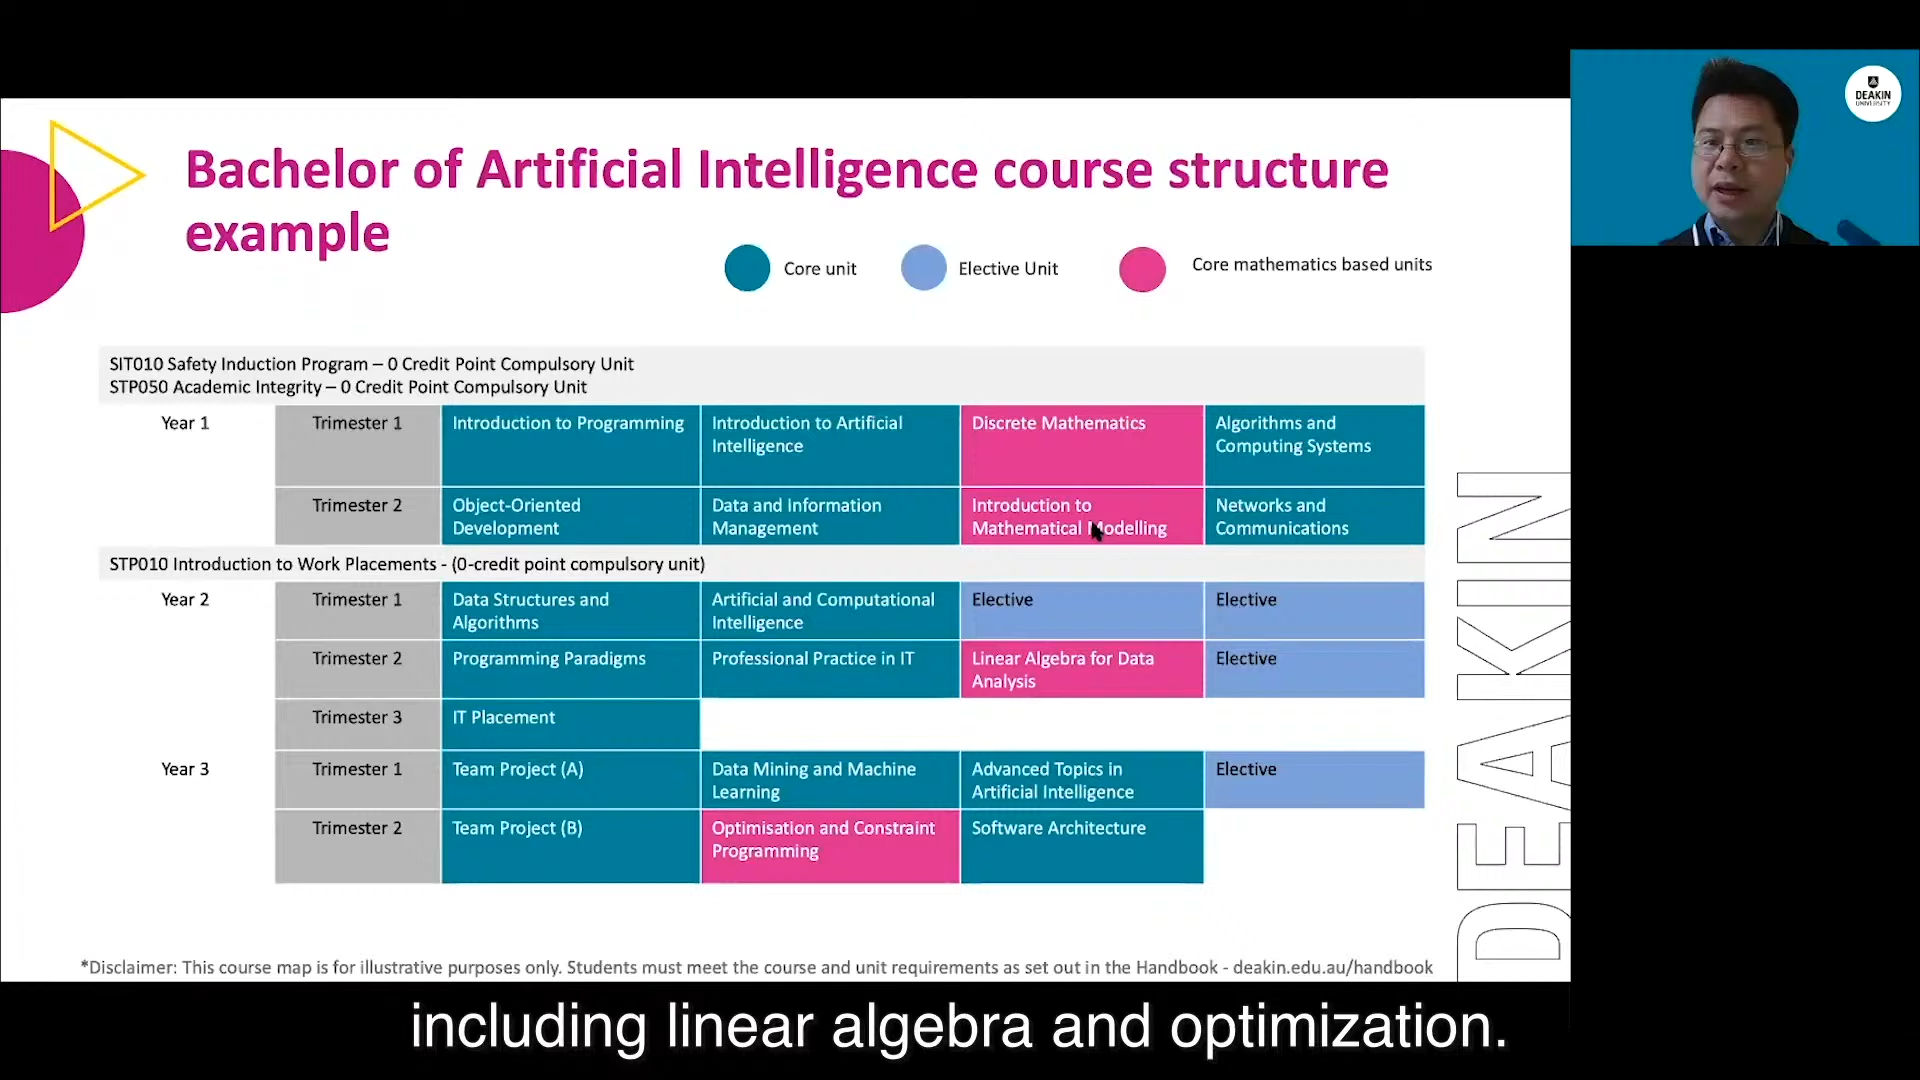 DEAKIN
UNIVERSITY
Bachelor of Artificial Intelligence course structure
example
Core unit
Elective Unit
Core mathematics based units
SIT010 Safety Induction Program – 0 Credit Point Compulsory Unit
STP050 Academic Integrity – 0 Credit Point Compulsory Unit
Year 1
Trimester 1
Introduction to Programming
Introduction to Artificial
Intelligence
Discrete Mathematics
Algorithms and
Computing Systems
Trimester 2
Object-Oriented
Development
Data and Information
Management
Introduction to
Mathematical Modelling
Networks and
Communications
STP010 Introduction to Work Placements - (0-credit point compulsory unit)
Year 2
Trimester 1
Data Structures and
Algorithms
Artificial and Computational
Intelligence
Elective
Elective
Trimester 2
Programming Paradigms
Professional Practice in IT
Linear Algebra for Data
Analysis
Elective
Trimester 3
IT Placement
Year 3
Trimester 1
Team Project (A)
Data Mining and Machine
Learning
Advanced Topics in
Artificial Intelligence
Elective
Trimester 2
Team Project (B)
Optimisation and Constraint
Programming
Software Architecture
DEAKIN
*Disclaimer: This course map is for illustrative purposes only. Students must meet the course and unit requirements as set out in the Handbook - deakin.edu.au/handbook
including linear algebra and optimization.